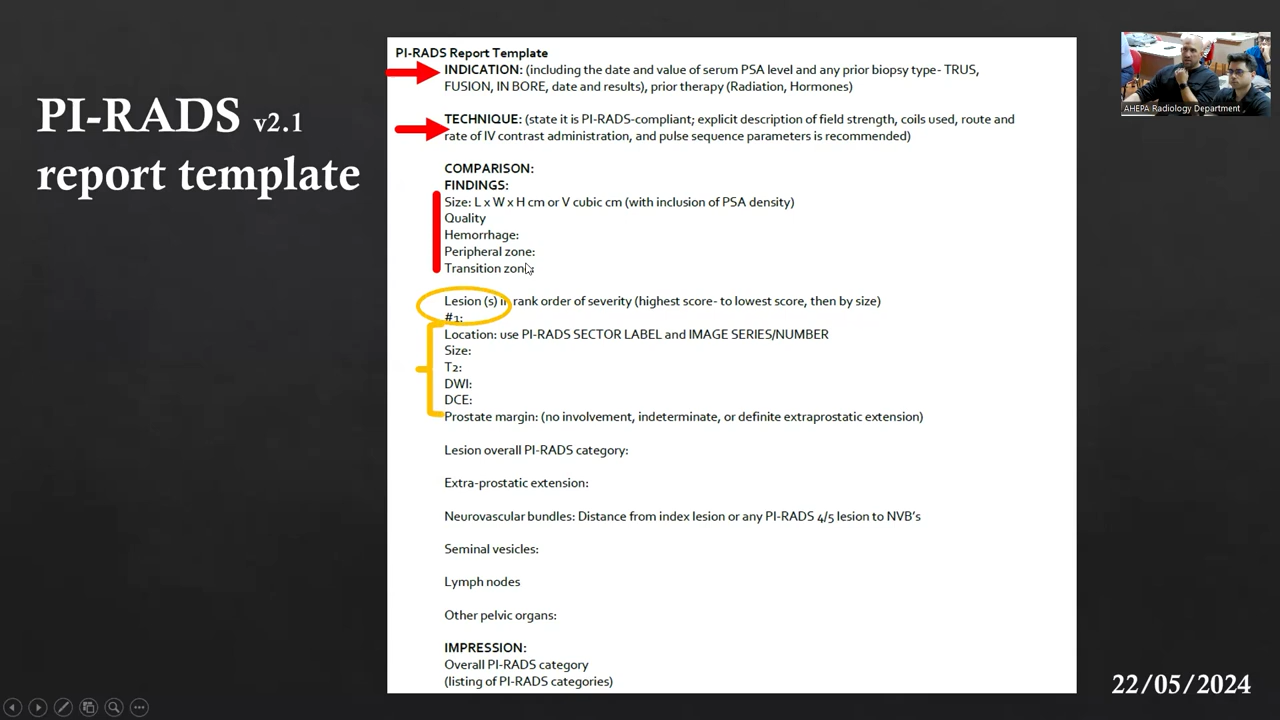 PI-RADS v2.1
report template
PI-RADS Report Template
INDICATION: (including the date and value of serum PSA level and any prior biopsy type- TRUS,
FUSION, IN BORE, date and results), prior therapy (Radiation, Hormones)
TECHNIQUE: (state it is PI-RADS-compliant; explicit description of field strength, coils used, route and
rate of IV contrast administration, and pulse sequence parameters is recommended)
COMPARISON:
FINDINGS:
Size: L x W x H cm or V cubic cm (with inclusion of PSA density)
Quality
Hemorrhage:
Peripheral zone:
Transition zone:
Lesion (s) in rank order of severity (highest score- to lowest score, then by size)
#1:
Location: use PI-RADS SECTOR LABEL and IMAGE SERIES/NUMBER
Size:
T2:
DWI:
DCE:
Prostate margin: (no involvement, indeterminate, or definite extraprostatic extension)
Lesion overall PI-RADS category:
Extra-prostatic extension:
Neurovascular bundles: Distance from index lesion or any PI-RADS 4/5 lesion to NVB's
Seminal vesicles:
Lymph nodes
Other pelvic organs:
IMPRESSION:
Overall PI-RADS category
(listing of PI-RADS categories)
AHEPA Radiology Department
22/05/2024